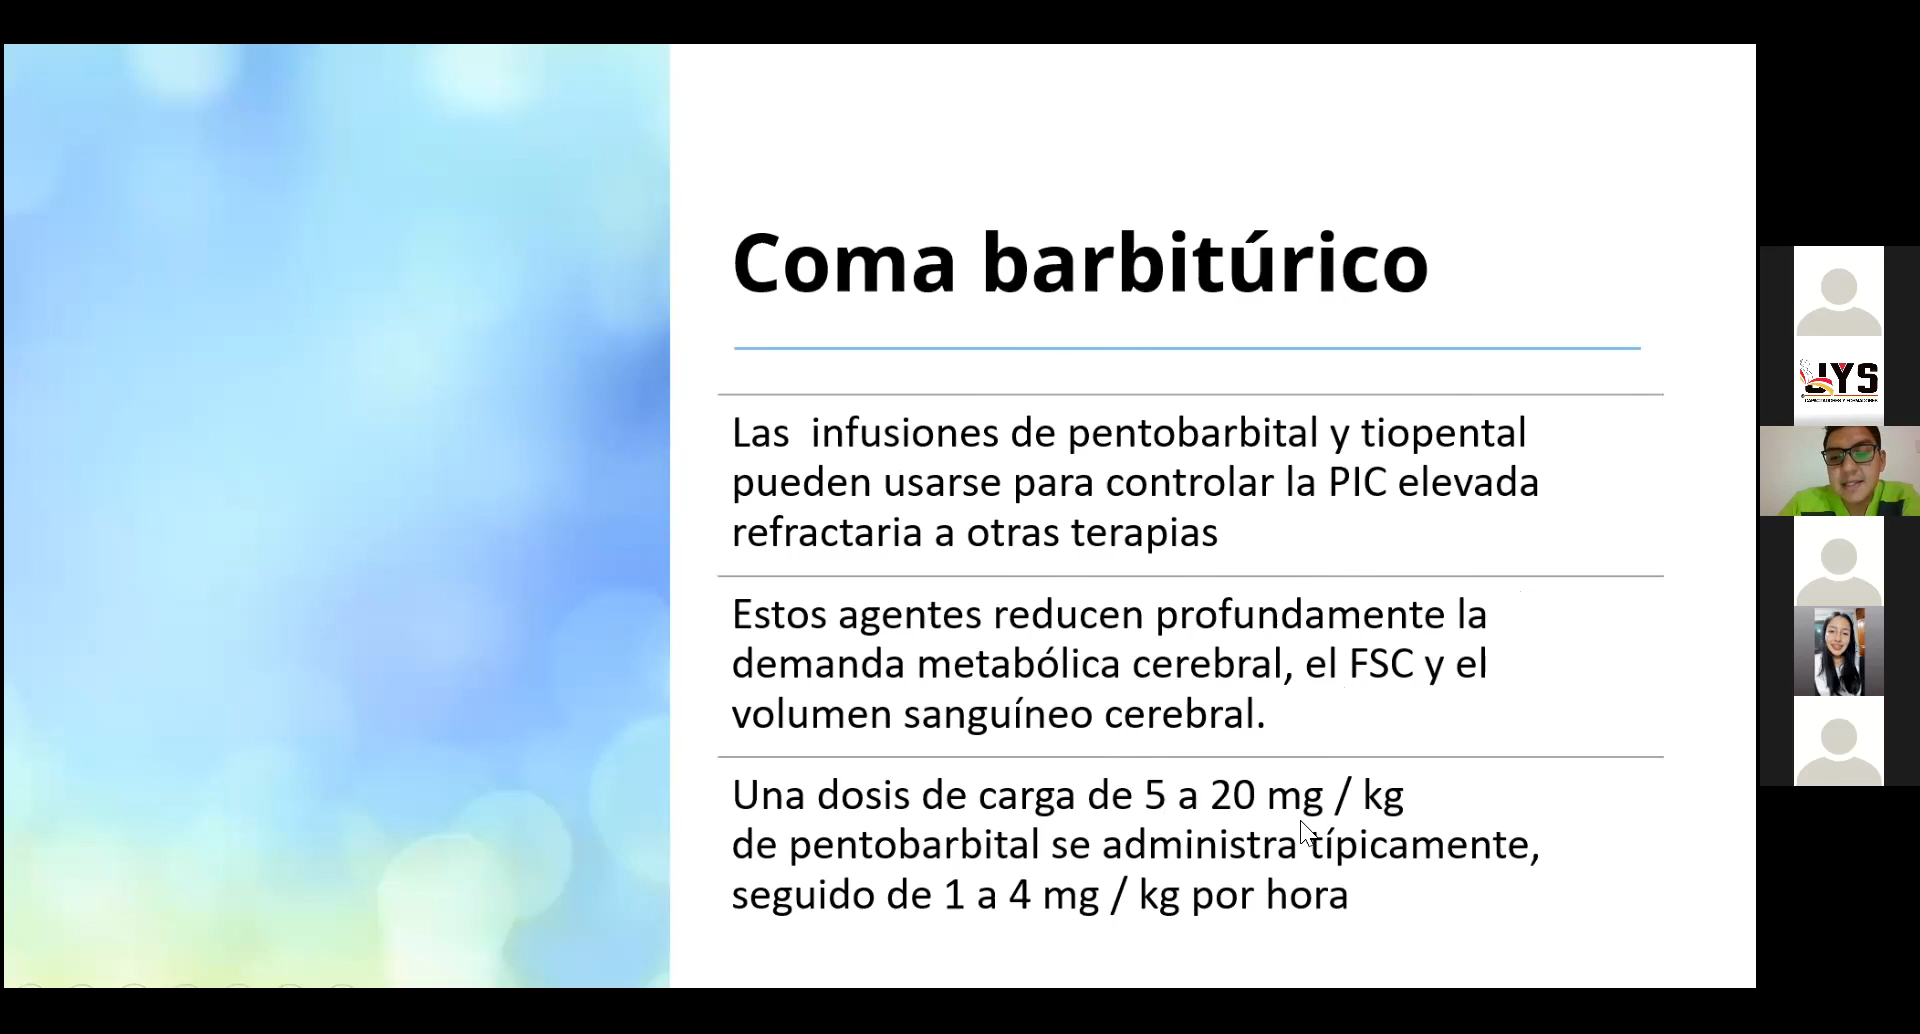 Coma barbitúrico
Las infusiones de pentobarbital y tiopental
pueden usarse para controlar la PIC elevada
refractaria a otras terapias
Estos agentes reducen profundamente la
demanda metabólica cerebral, el FSC y el
volumen sanguíneo cerebral.
Una dosis de carga de 5 a 20 mg / kg
de pentobarbital se administra típicamente,
seguido de 1 a 4 mg / kg por hora
JYS